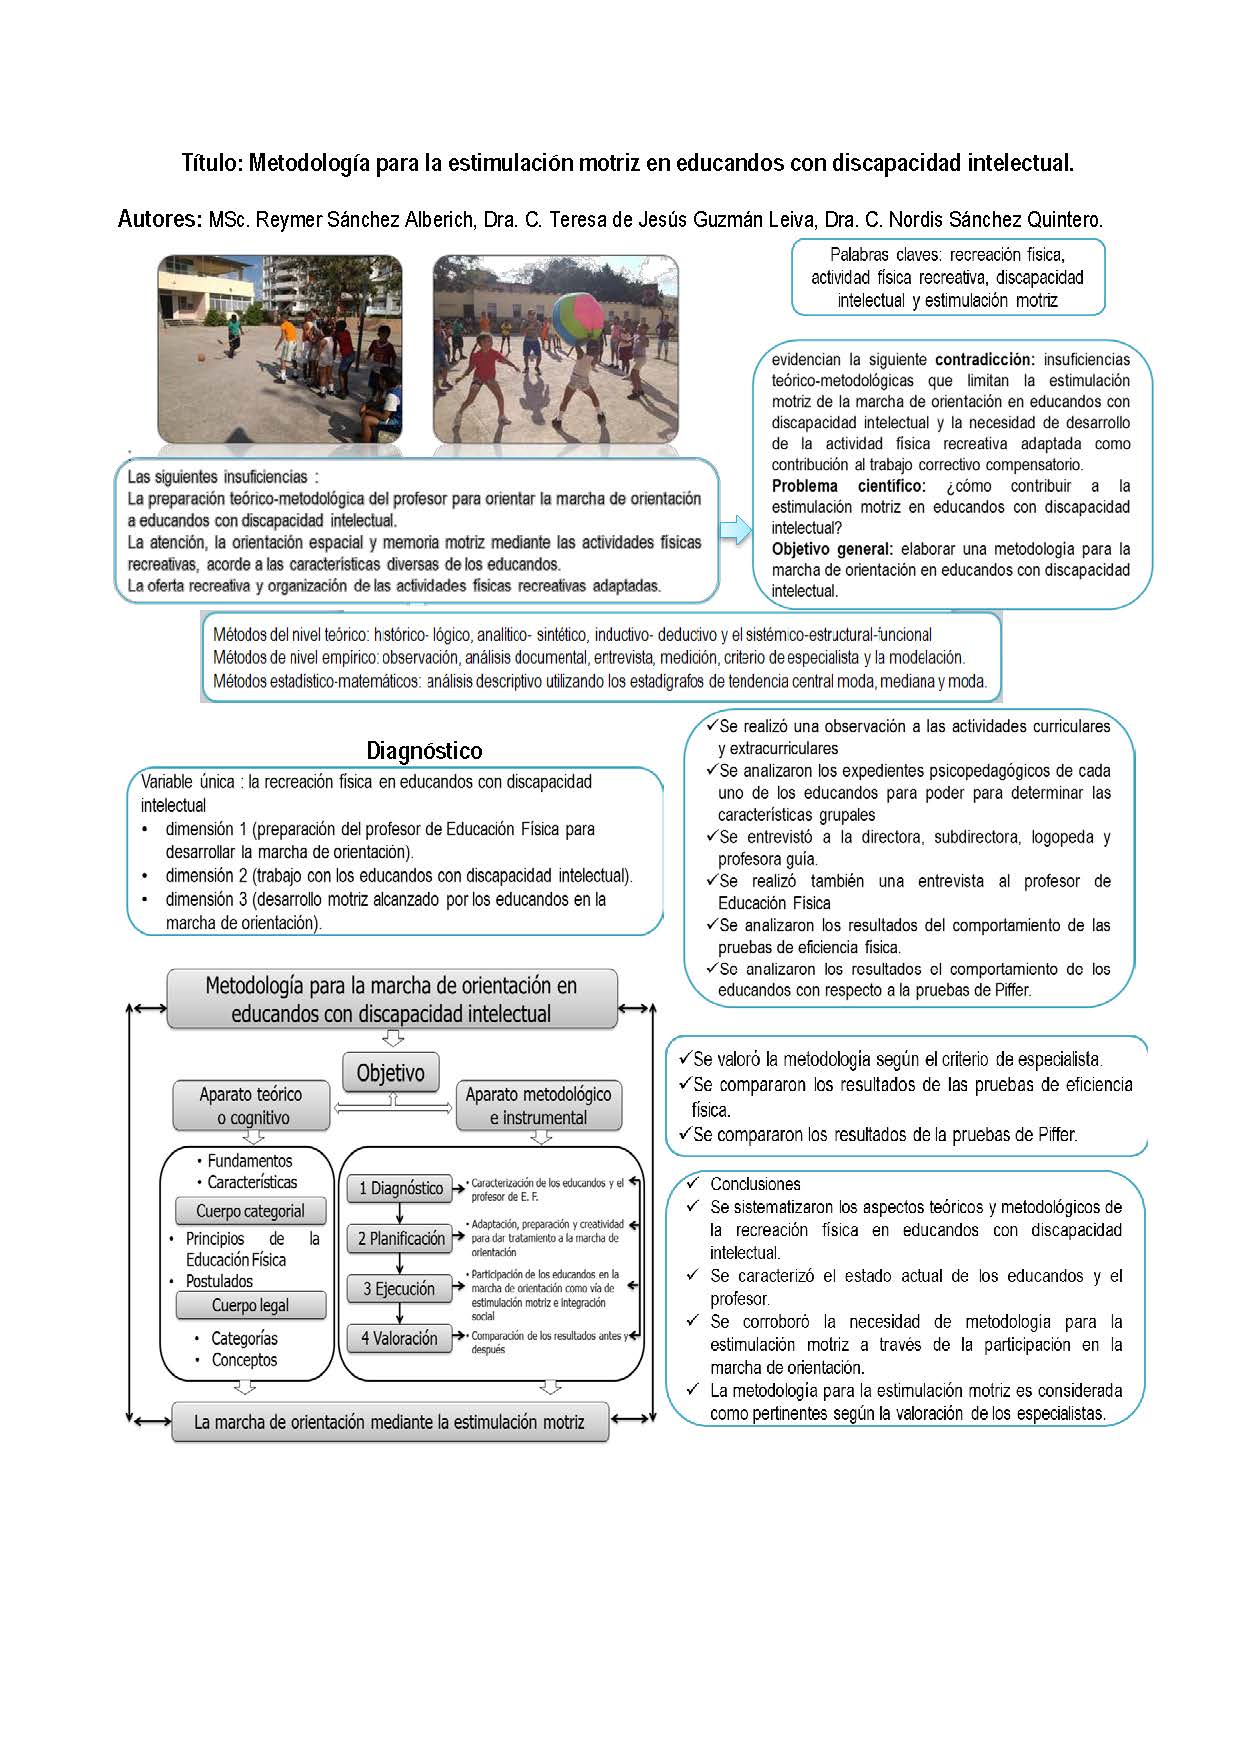 Título: Metodología para la estimulación motriz en educandos con discapacidad intelectual.
Autores: MSc. Reymer Sánchez Alberich, Dra. C. Teresa de Jesús Guzmán Leiva, Dra. C. Nordis Sánchez Quintero.
Palabras claves: recreación física,
actividad física recreativa, discapacidad
intelectual y estimulación motriz
Las siguientes insuficiencias :
La preparación teórico-metodológica del profesor para orientar la marcha de orientación
a educandos con discapacidad intelectual.
La atención, la orientación espacial y memoria motriz mediante las actividades físicas
recreativas, acorde a las características diversas de los educandos.
La oferta recreativa y organización de las actividades físicas recreativas adaptadas.
evidencian la siguiente contradicción: insuficiencias
teórico-metodológicas que limitan la estimulación
motriz de la marcha de orientación en educandos con
discapacidad intelectual y la necesidad de desarrollo
de la actividad física recreativa adaptada como
contribución al trabajo correctivo compensatorio.
Problema científico: ¿cómo contribuir a la
estimulación motriz en educandos con discapacidad
intelectual?
Objetivo general: elaborar una metodología para la
marcha de orientación en educandos con discapacidad
intelectual.
Métodos del nivel teórico: histórico- lógico, analítico- sintético, inductivo- deductivo y el sistémico-estructural-funcional
Métodos de nivel empírico: observación, análisis documental, entrevista, medición, criterio de especialista y la modelación.
Métodos estadístico-matemáticos: análisis descriptivo utilizando los estadígrafos de tendencia central moda, mediana y moda.
Diagnóstico
Variable única : la recreación física en educandos con discapacidad
intelectual
• dimensión 1 (preparación del profesor de Educación Física para
desarrollar la marcha de orientación).
• dimensión 2 (trabajo con los educandos con discapacidad intelectual).
• dimensión 3 (desarrollo motriz alcanzado por los educandos en la
marcha de orientación).
✓Se realizó una observación a las actividades curriculares
y extracurriculares
✓Se analizaron los expedientes psicopedagógicos de cada
uno de los educandos para poder para determinar las
características grupales
✓Se entrevistó a la directora, subdirectora, logopeda y
profesora guía.
✓Se realizó también una entrevista al profesor de
Educación Física
✓Se analizaron los resultados del comportamiento de las
pruebas de eficiencia física.
✓Se analizaron los resultados el comportamiento de los
educandos con respecto a la pruebas de Piffer.
Metodología para la marcha de orientación en
educandos con discapacidad intelectual
Objetivo
Aparato teórico
o cognitivo
Aparato metodológico
e instrumental
• Fundamentos
• Características
Cuerpo categorial
• Principios de la
Educación Física
• Postulados
Cuerpo legal
• Categorías
• Conceptos
1 Diagnóstico
• Caracterización de los educandos y el
profesor de E. F.
2 Planificación
• Adaptación, preparación y creatividad
para dar tratamiento a la marcha de
orientación
3 Ejecución
• Participación de los educandos en la
marcha de orientación como vía de
estimulación motriz e integración
social
4 Valoración
• Comparación de los resultados antes y
después
La marcha de orientación mediante la estimulación motriz
✓Se valoró la metodología según el criterio de especialista.
✓Se compararon los resultados de las pruebas de eficiencia
física.
✓Se compararon los resultados de la pruebas de Piffer.
✓ Conclusiones
✓ Se sistematizaron los aspectos teóricos y metodológicos de
la recreación física en educandos con discapacidad
intelectual.
✓ Se caracterizó el estado actual de los educandos y el
profesor.
✓ Se corroboró la necesidad de metodología para la
estimulación motriz a través de la participación en la
marcha de orientación.
✓ La metodología para la estimulación motriz es considerada
como pertinentes según la valoración de los especialistas.